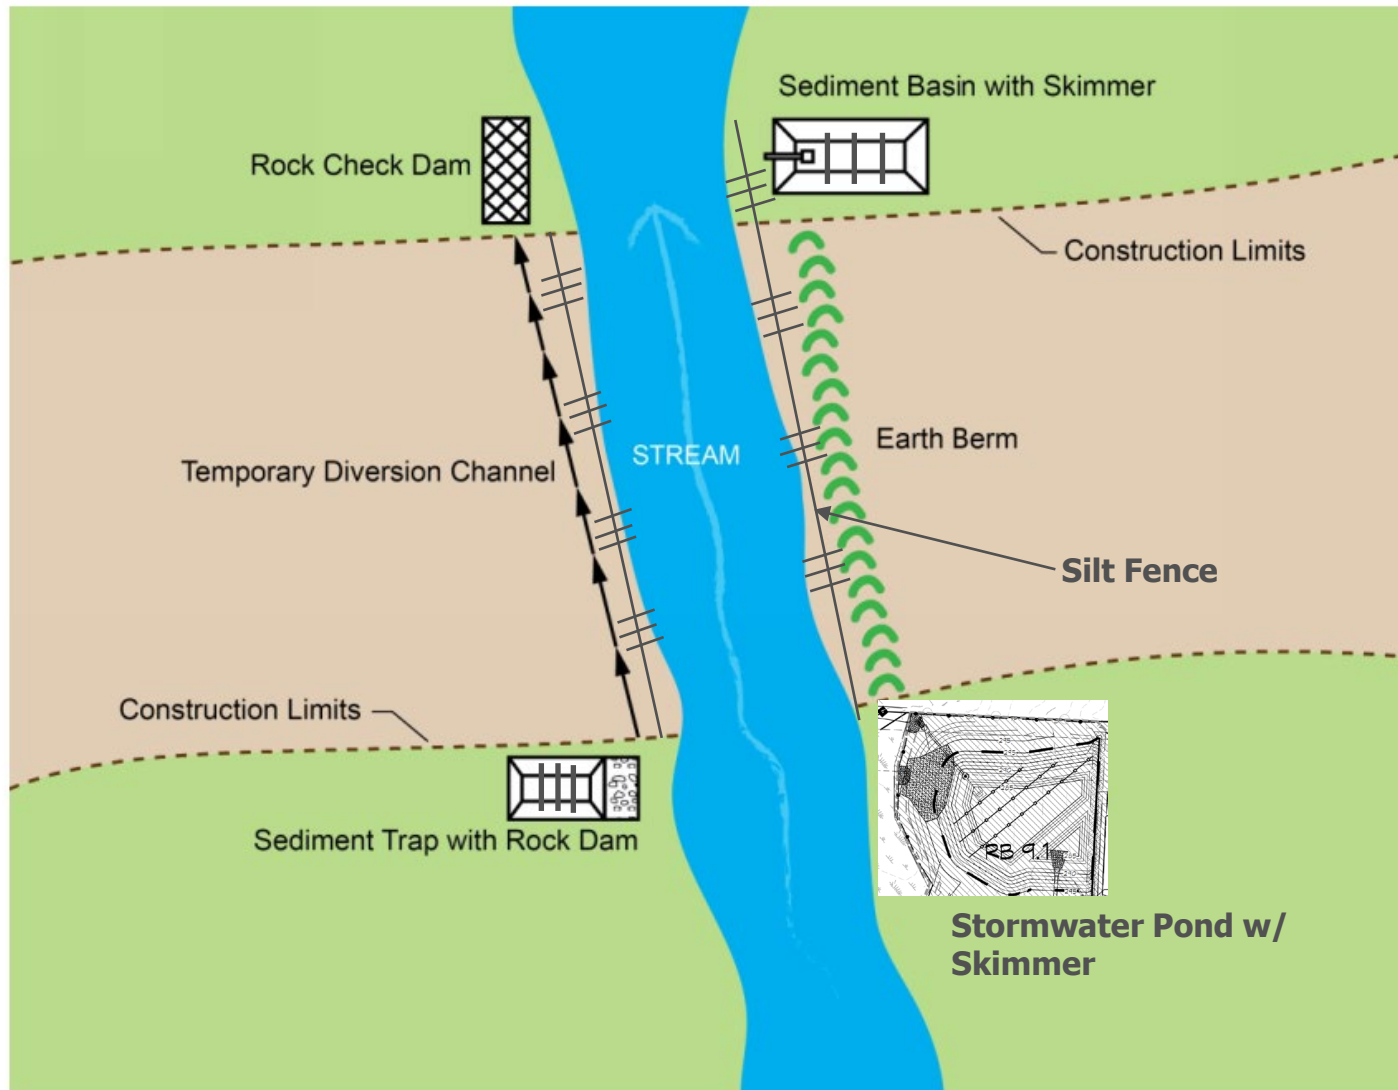 Sediment Basin with Skimmer
Rock Check Dam
Construction Limits
Earth Berm
STREAM
Temporary Diversion Channel
Silt Fence
Construction Limits
Sediment Trap with Rock Dam
RB 9.1
Stormwater Pond w/
Skimmer